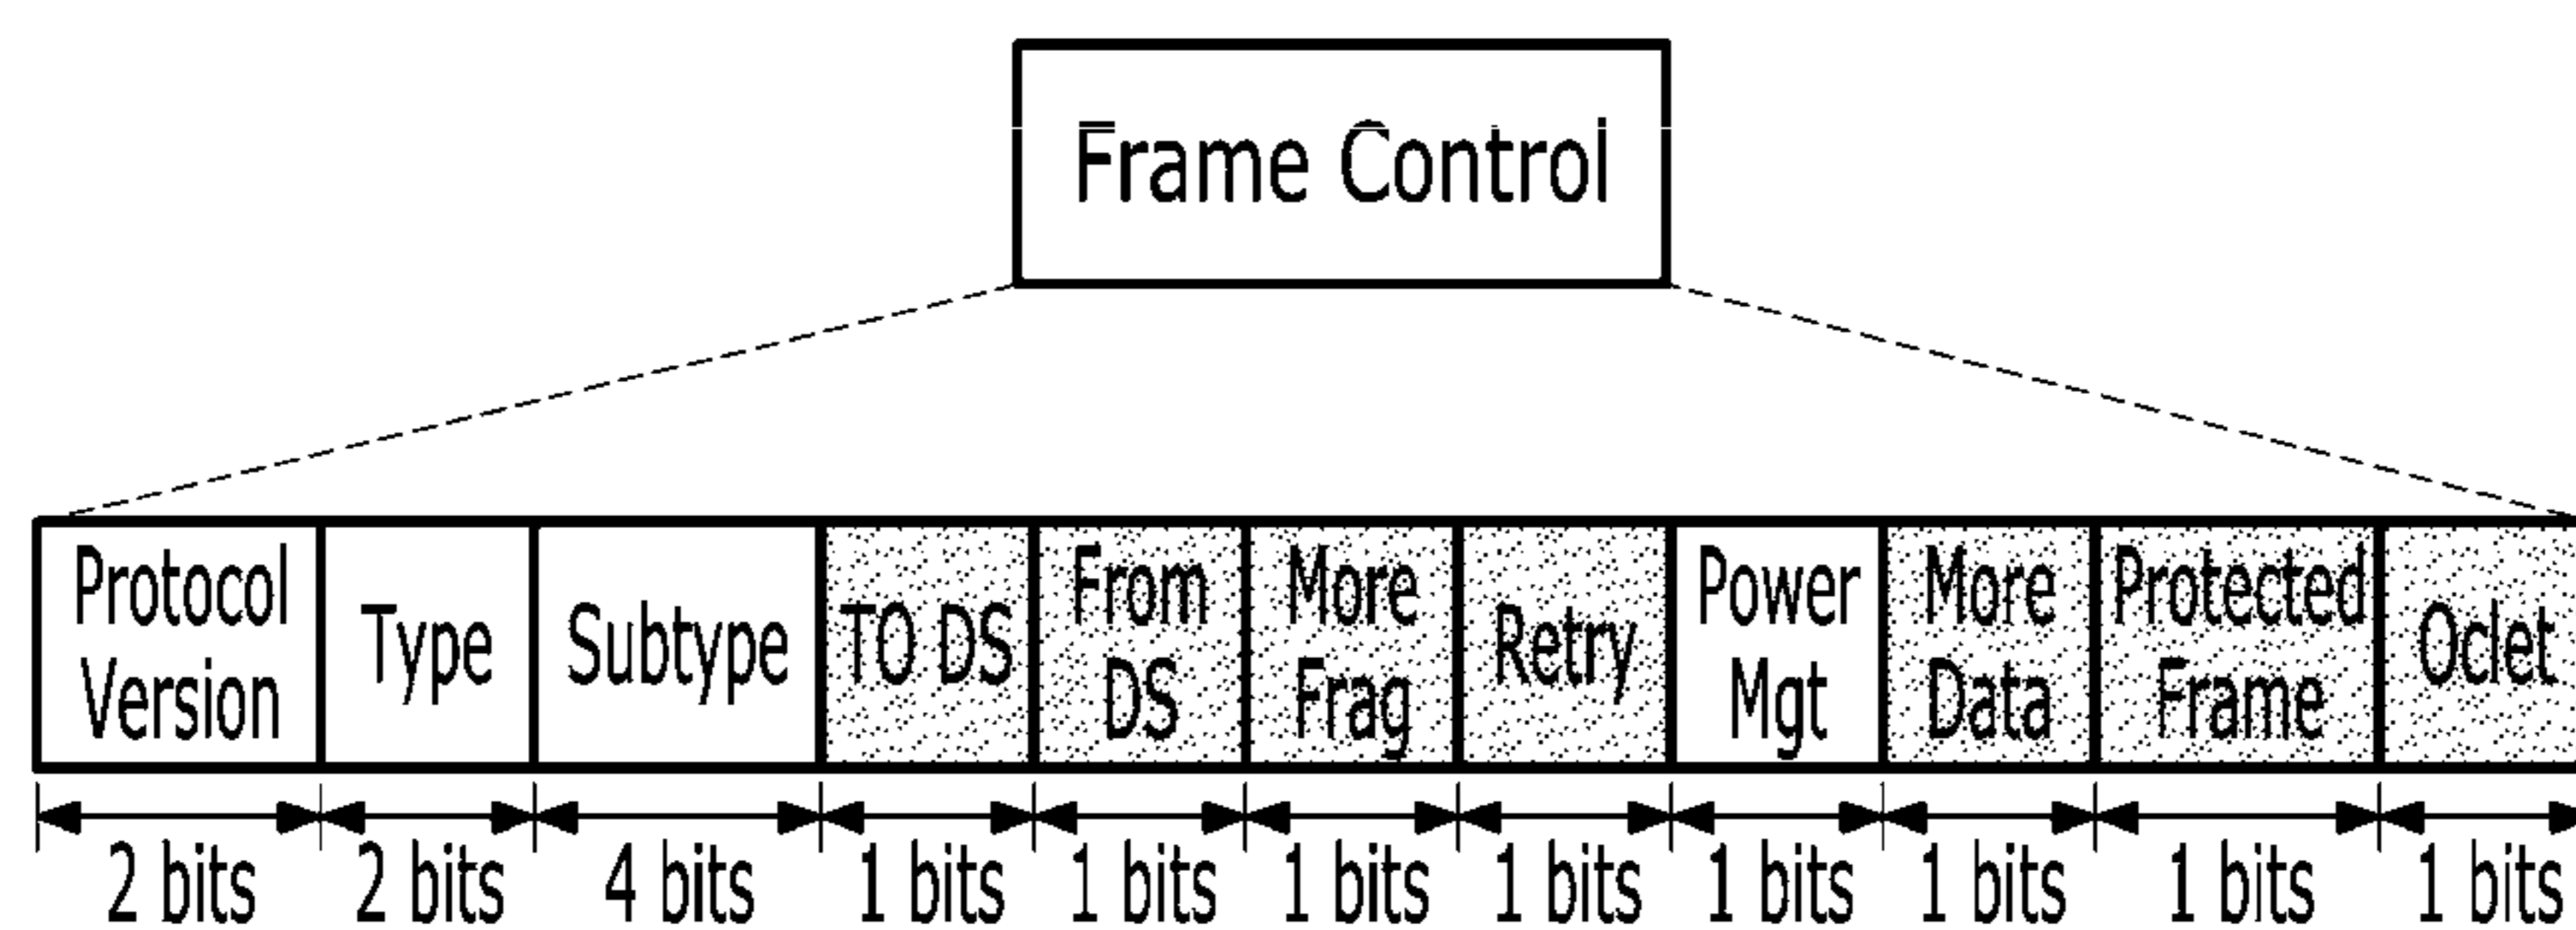 Frame Control
Protocol
Version
Type
Subtype
TO DS
From
DS
More
Frag
Retry
Power
Mgt
More
Data
Protected
Frame
Oclet
2 bits
2 bits
4 bits
1 bits
1 bits
1 bits
1 bits
1 bits
1 bits
1 bits
1 bits